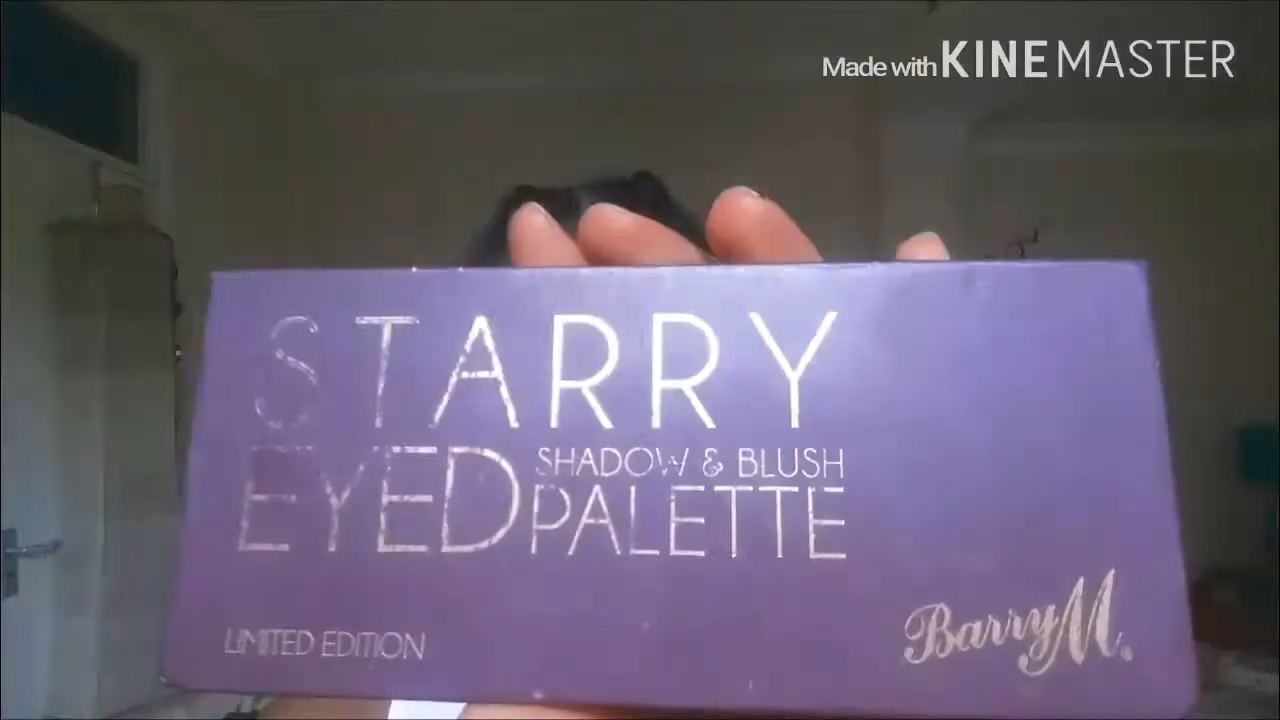 Made with KINEMASTER
STARRY
EYED SHADOW & BLUSH
PALETTE
LIMITED EDITION
Barry M®